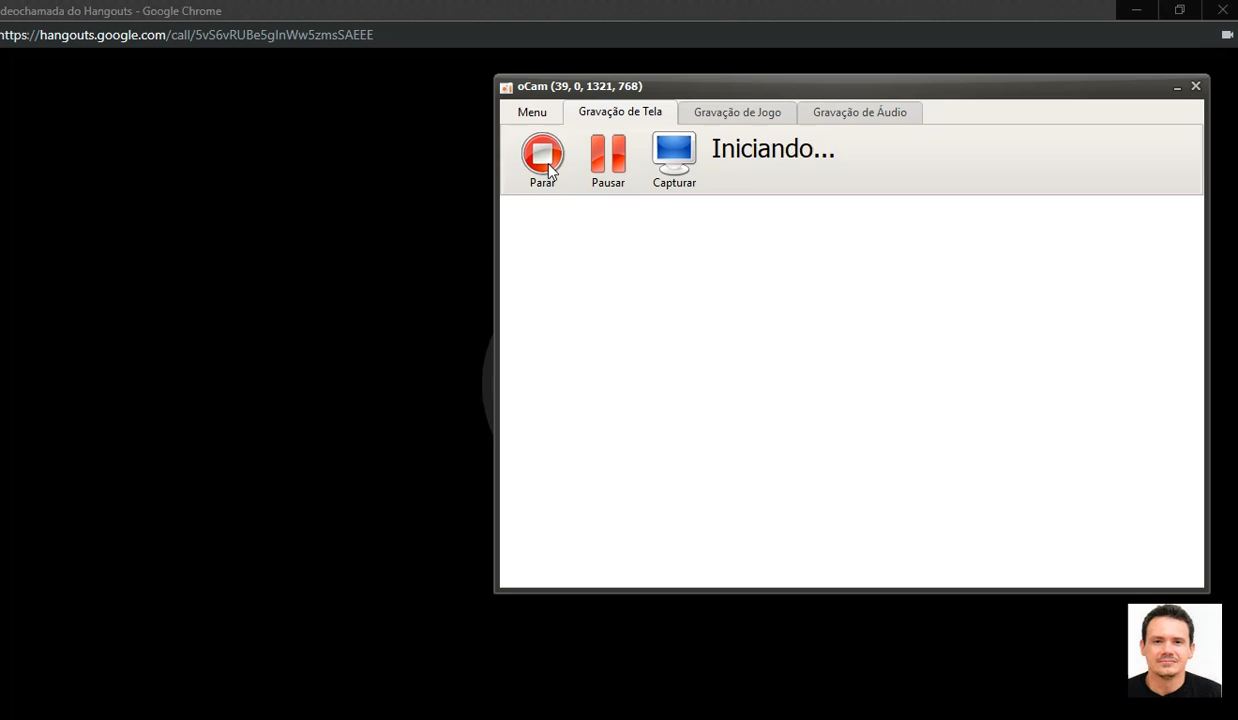 deochamada do Hangouts - Google Chrome
https://hangouts.google.com/call/5vS6vRUBe5gInWw5zmsSAEEE
oCam (39, 0, 1321, 768)
Menu Gravação de Tela Gravação de Jogo Gravação de Áudio
Iniciando...
Parar Pausar Capturar